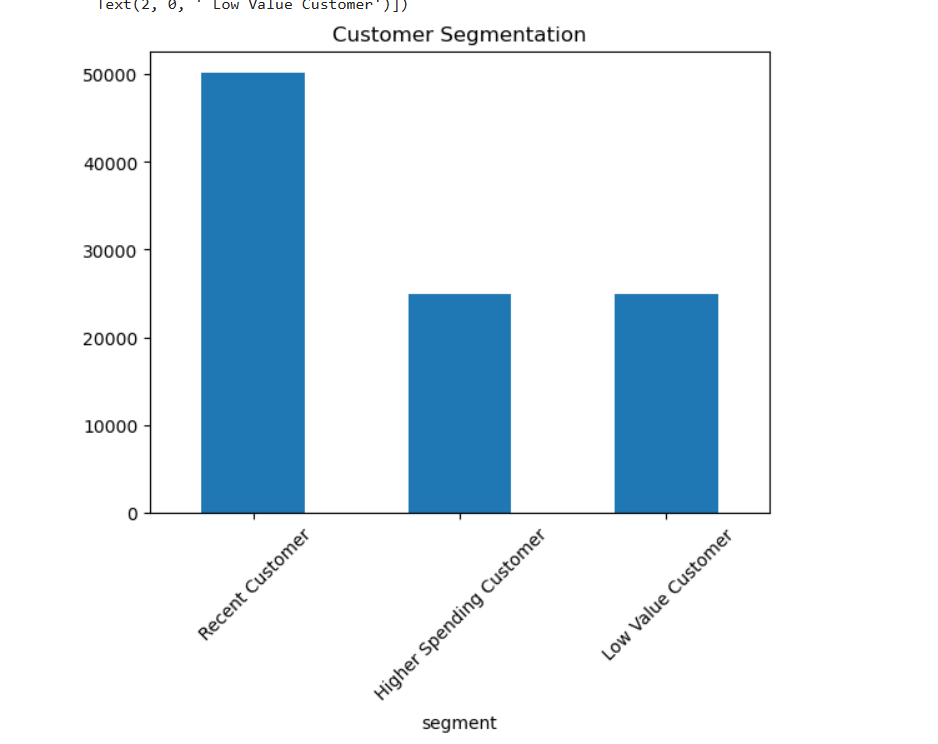 Text(2, 0, ' Low Value Customer')])
Customer Segmentation
50000
40000
30000
20000
10000
0
Recent Customer
Higher Spending Customer
Low Value Customer
segment